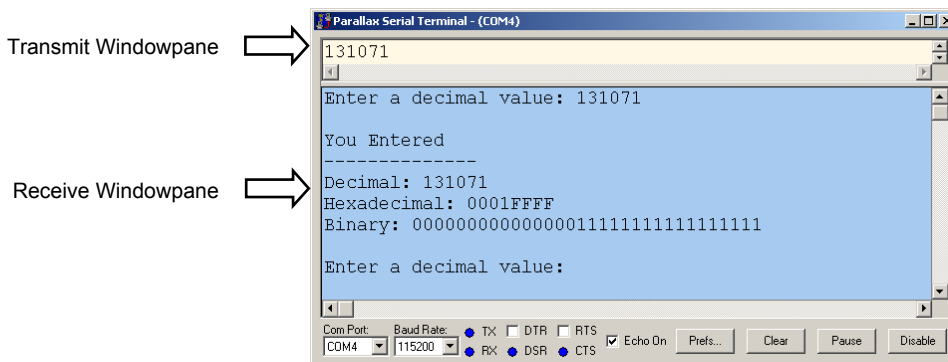 Parallax Serial Terminal - (COM4)
Transmit Windowpane
131071
Enter a decimal value: 131071
You Entered
--------------
Receive Windowpane
Decimal: 131071
Hexadecimal: 0001FFFF
Binary: 00000000000000011111111111111111
Enter a decimal value:
Com Port: Baud Rate: TX DTR RTS
COM4 115200 RX DSR CTS Echo On Prefs... Clear Pause Disable